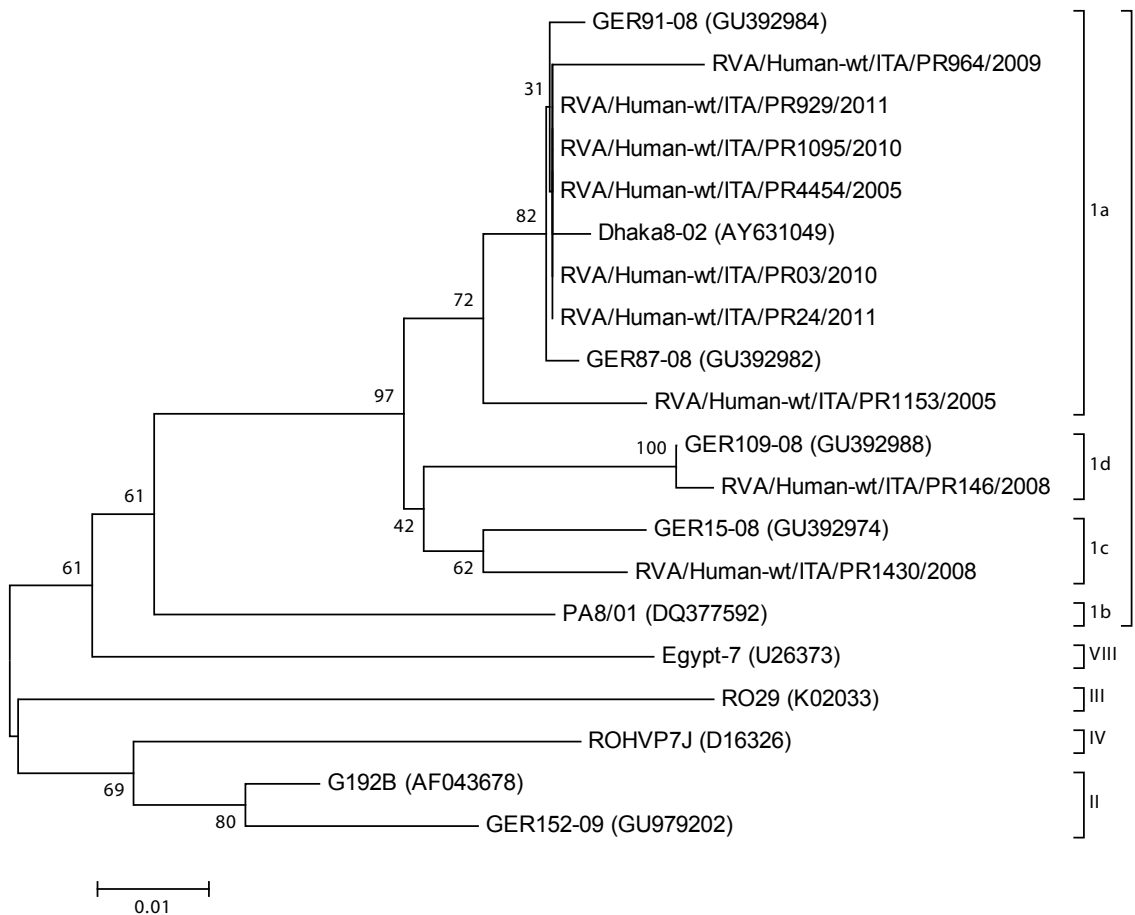 GER91-08 (GU392984)
RVA/Human-wt/ITA/PR964/2009
31
RVA/Human-wt/ITA/PR929/2011
RVA/Human-wt/ITA/PR1095/2010
RVA/Human-wt/ITA/PR4454/2005
1a
82
Dhaka8-02 (AY631049)
RVA/Human-wt/ITA/PR03/2010
72
RVA/Human-wt/ITA/PR24/2011
GER87-08 (GU392982)
97
RVA/Human-wt/ITA/PR1153/2005
100
GER109-08 (GU392988)
1d
61
RVA/Human-wt/ITA/PR146/2008
42
GER15-08 (GU392974)
1c
61
62
RVA/Human-wt/ITA/PR1430/2008
PA8/01 (DQ377592)
1b
Egypt-7 (U26373)
VIII
RO29 (K02033)
III
ROHVP7J (D16326)
IV
69
G192B (AF043678)
II
80
GER152-09 (GU979202)
0.01